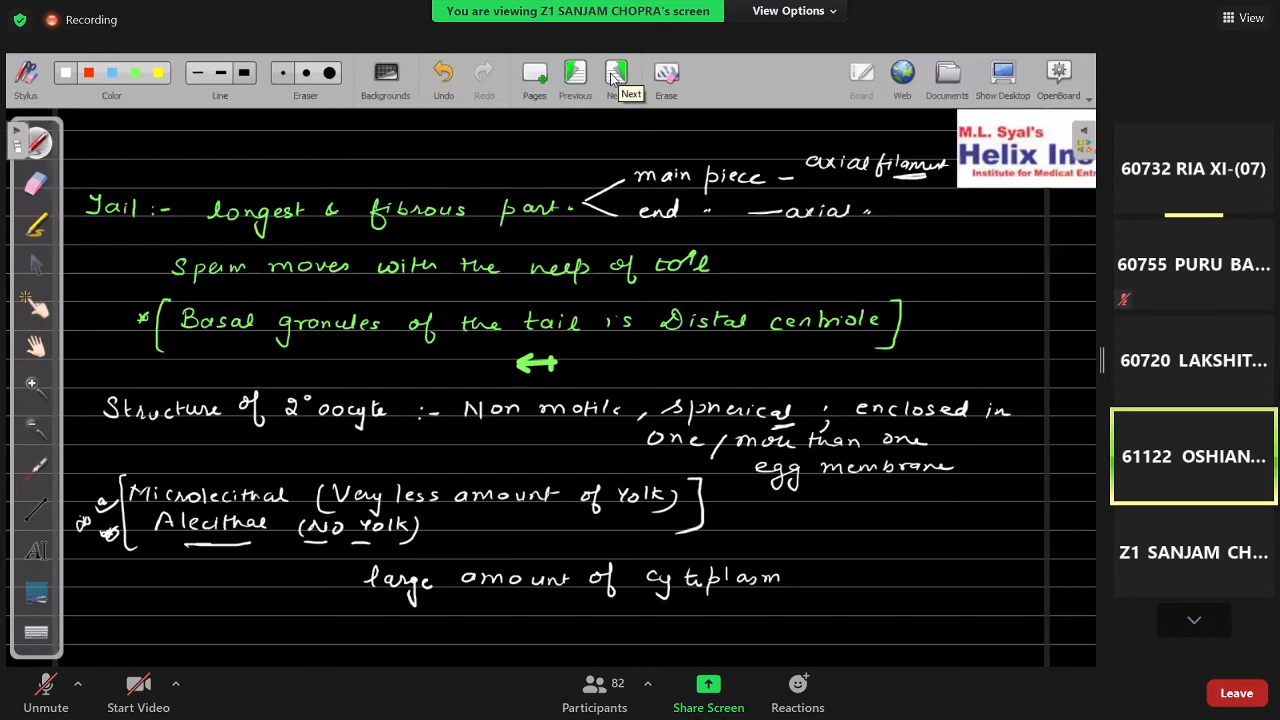 Recording
You are viewing Z1 SANJAM CHOPRA's screen
View Options
View
Stylus
Color
Line
Eraser
Backgrounds
Undo
Redo
Pages
Previous
Next
Erase
Board
Web
Documents
Show Desktop
OpenBoard
M.L. Syal's
Helix Ins
Institute for Medical Entr
Tail :- longest & fibrous part.
main piece - axial filament
end " — axial "
Sperm moves with the help of tail
* [Basal granules of the tail is Distal centriole]
Structure of 2° oocyte :- Non motile, spherical ; enclosed in
one / more than one
egg membrane
[Microlecithal (Very less amount of Yolk)]
Alecithal (NO Yolk)
large amount of cytoplasm
60732 RIA XI-(07)
60755 PURU BA...
60720 LAKSHIT...
61122 OSHIAN...
Z1 SANJAM CH...
Unmute
Start Video
82
Participants
Share Screen
Reactions
Leave